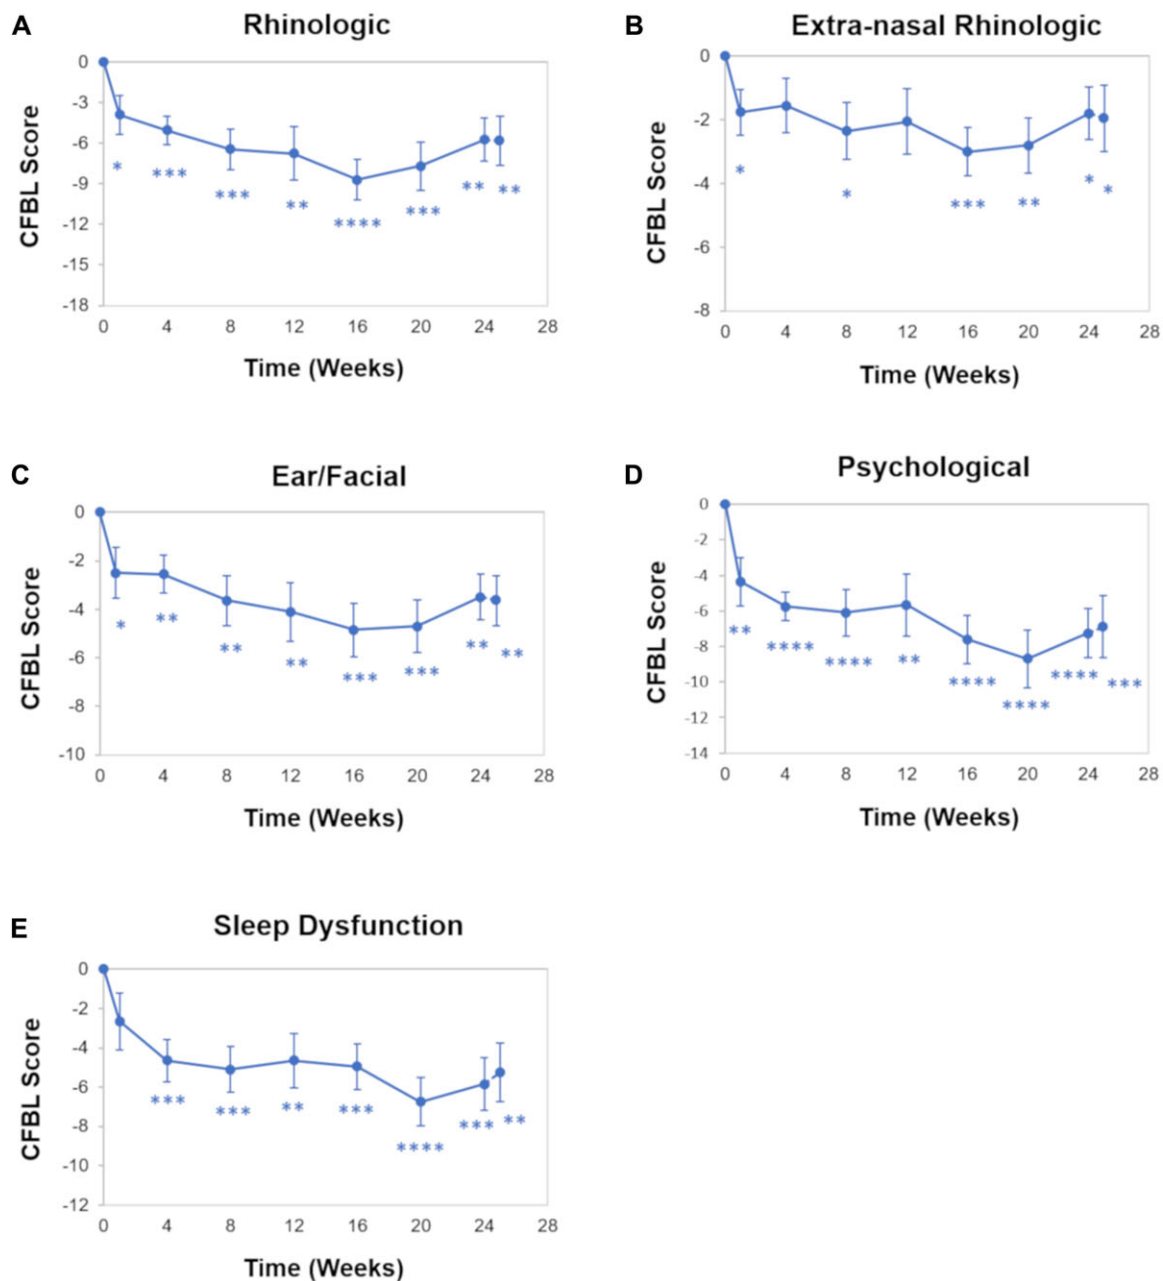 A
Rhinologic
CFBL Score
0
-3
-6
-9
-12
-15
-18
* *** *** ** **** *** ** **
0 4 8 12 16 20 24 28
Time (Weeks)
B
Extra-nasal Rhinologic
CFBL Score
0
-2
-4
-6
-8
* * *** ** * *
0 4 8 12 16 20 24 28
Time (Weeks)
C
Ear/Facial
CFBL Score
0
-2
-4
-6
-8
-10
* ** ** ** *** *** ** **
0 4 8 12 16 20 24 28
Time (Weeks)
D
Psychological
CFBL Score
0
-2
-4
-6
-8
-10
-12
-14
** **** **** ** **** **** **** ***
0 4 8 12 16 20 24 28
Time (Weeks)
E
Sleep Dysfunction
CFBL Score
0
-2
-4
-6
-8
-10
-12
*** *** ** *** **** *** **
0 4 8 12 16 20 24 28
Time (Weeks)